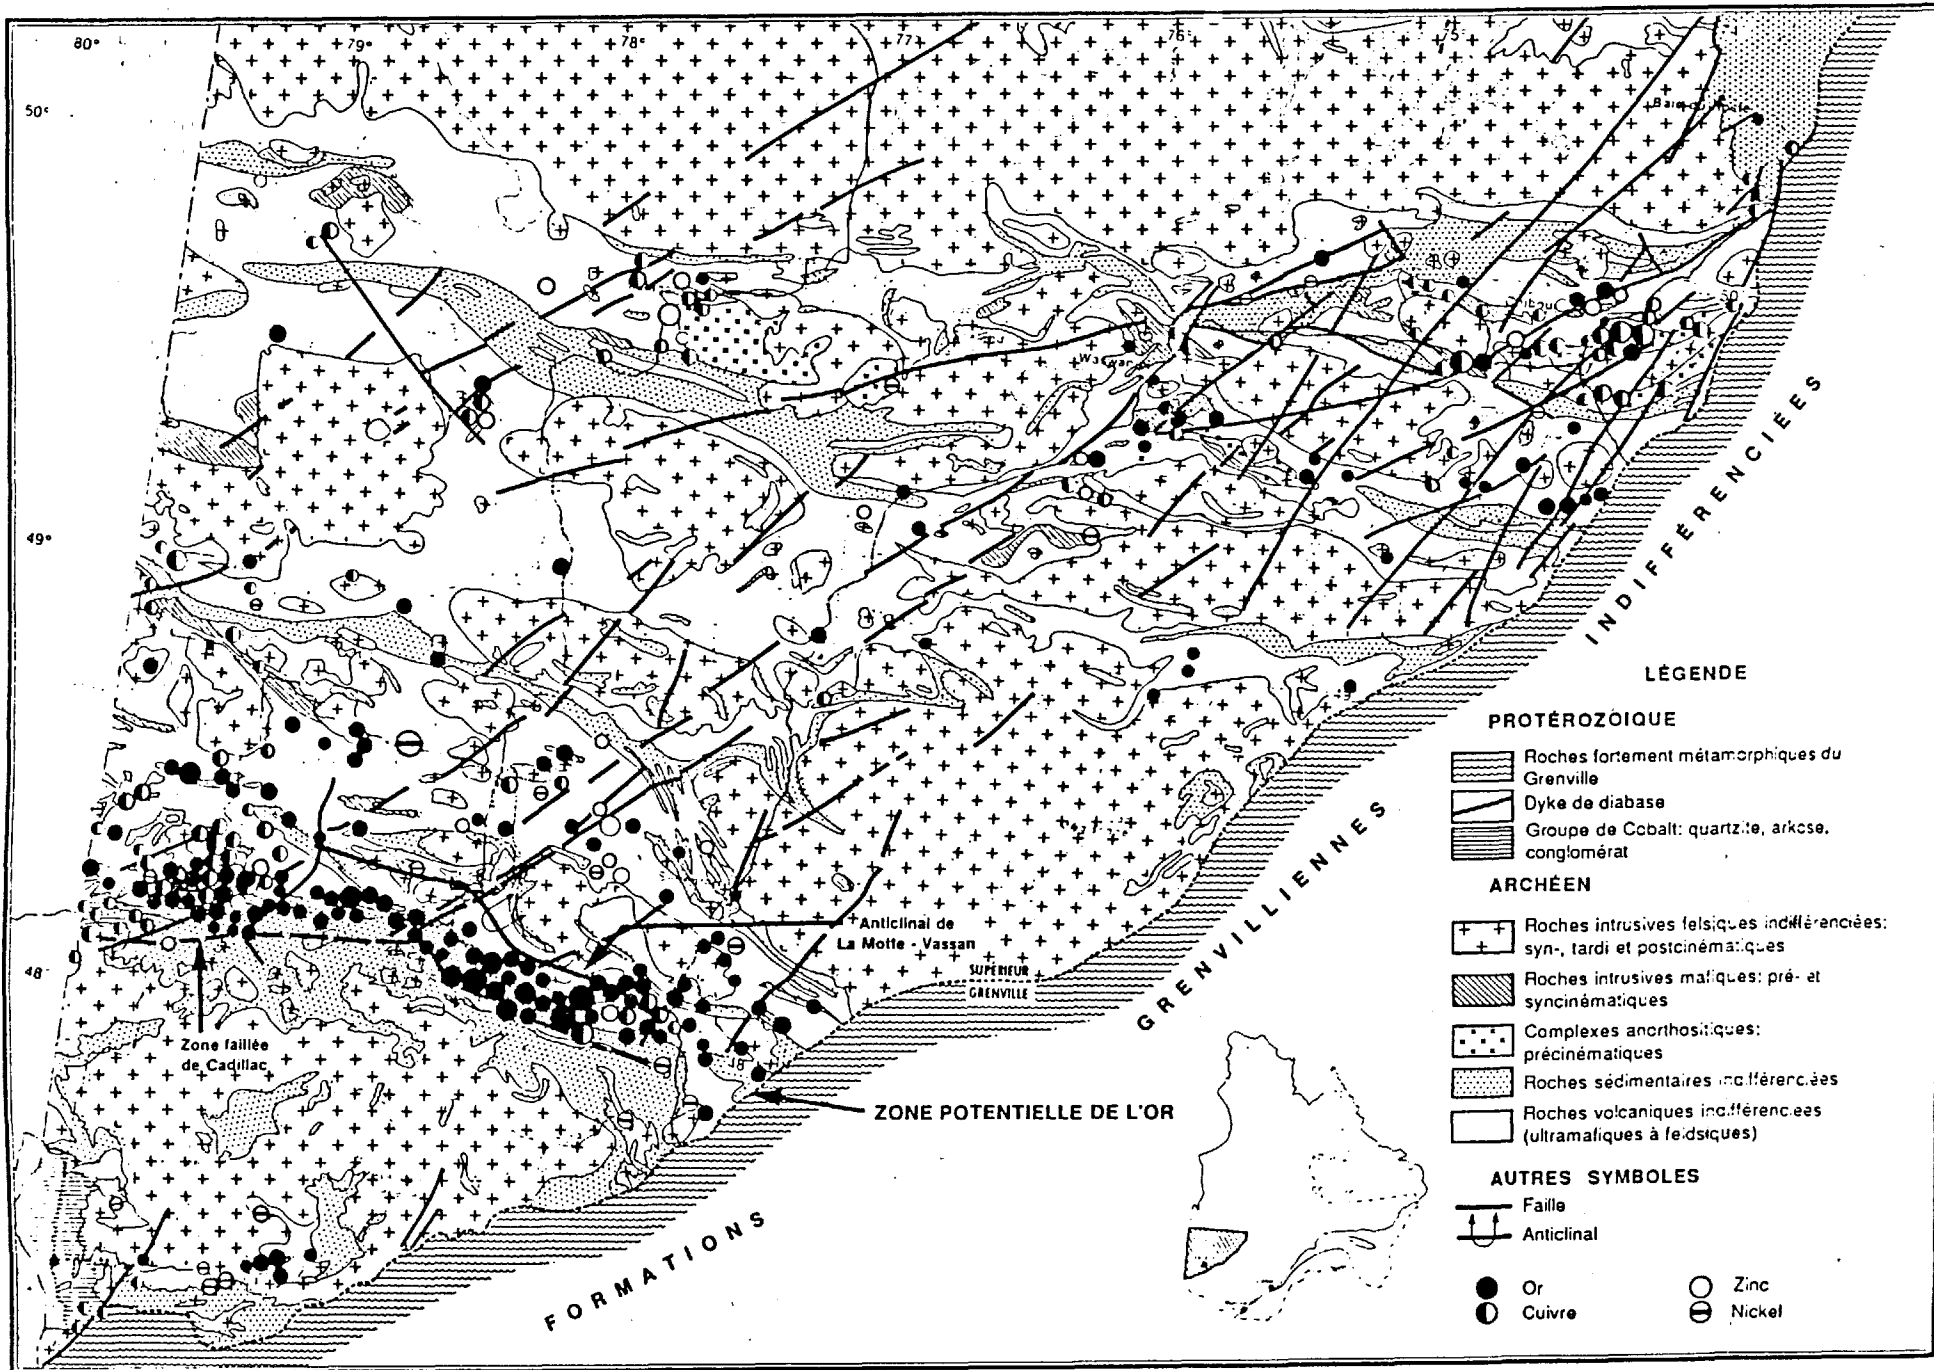 80°
79°
78°
77
76
75
50°
49°
48
Anticlinal de
La Motte - Vassan
SUPÉRIEUR
GRENVILLE
Zone faillée
de Cadillac
ZONE POTENTIELLE DE L'OR
FORMATIONS
GRENVILLIENNES
INDIFFÉRENCIÉES
LÉGENDE
PROTÉROZOÏQUE
Roches fortement métamorphiques du
Grenville
Dyke de diabase
Groupe de Cobalt: quartzite, arkose,
conglomérat
ARCHÉEN
Roches intrusives felsiques indifférenciées:
syn-, tardi et postcinématiques
Roches intrusives mafiques: pré- et
syncinématiques
Complexes anorthositiques:
précinématiques
Roches sédimentaires indifférenciées
Roches volcaniques indifférenciées
(ultramafiques à feldsiques)
AUTRES SYMBOLES
Faille
Anticlinal
Or
Zinc
Cuivre
Nickel